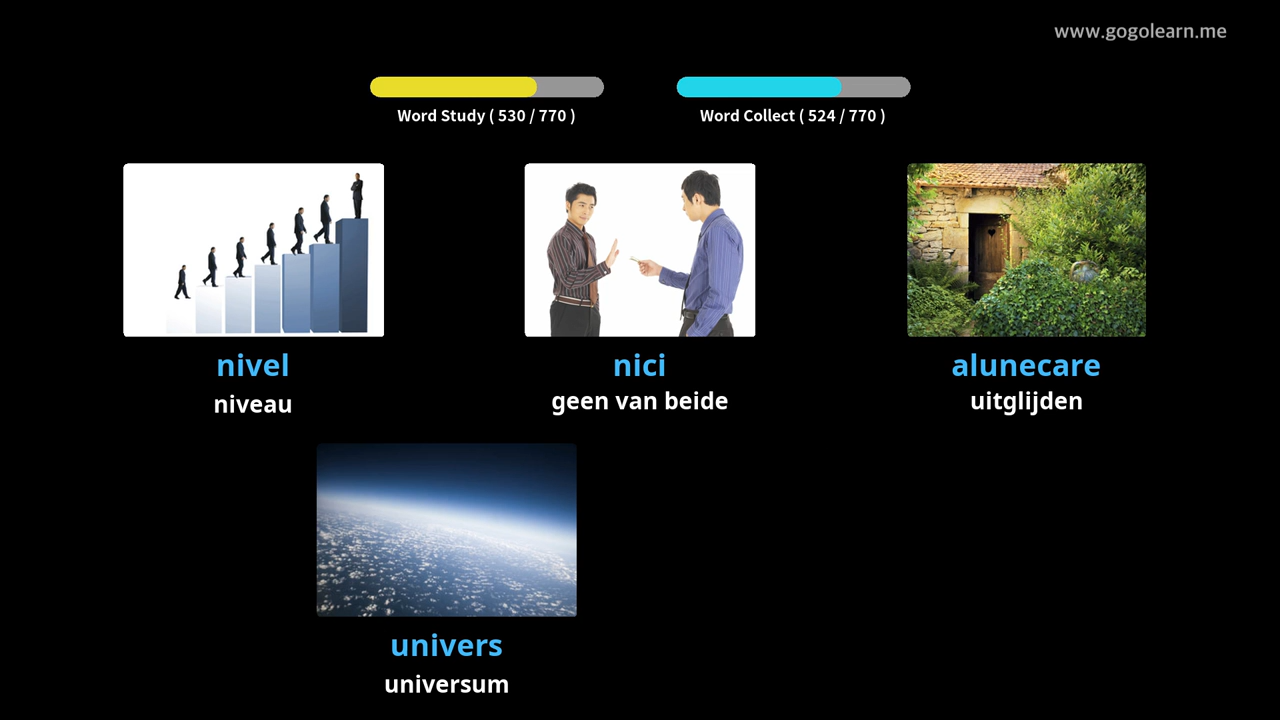 www.gogolearn.me
Word Study ( 530 / 770 )
Word Collect ( 524 / 770 )
nivel
niveau
nici
geen van beide
alunecare
uitglijden
univers
universum